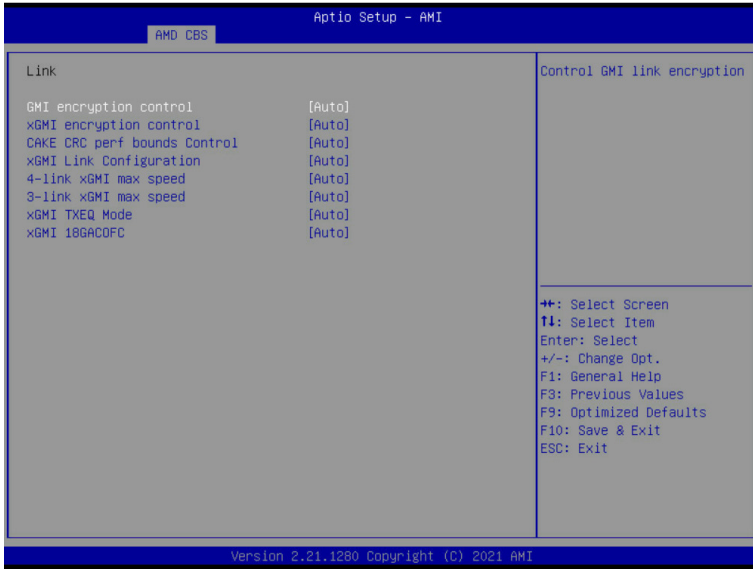 Aptio Setup – AMI
AMD CBS
Link
GMI encryption control [Auto]
xGMI encryption control [Auto]
CAKE CRC perf bounds Control [Auto]
xGMI Link Configuration [Auto]
4-link xGMI max speed [Auto]
3-link xGMI max speed [Auto]
xGMI TXEQ Mode [Auto]
xGMI 18GACOFC [Auto]
Control GMI link encryption
→←: Select Screen
↑↓: Select Item
Enter: Select
+/-: Change Opt.
F1: General Help
F3: Previous Values
F9: Optimized Defaults
F10: Save & Exit
ESC: Exit
Version 2.21.1280 Copyright (C) 2021 AMI